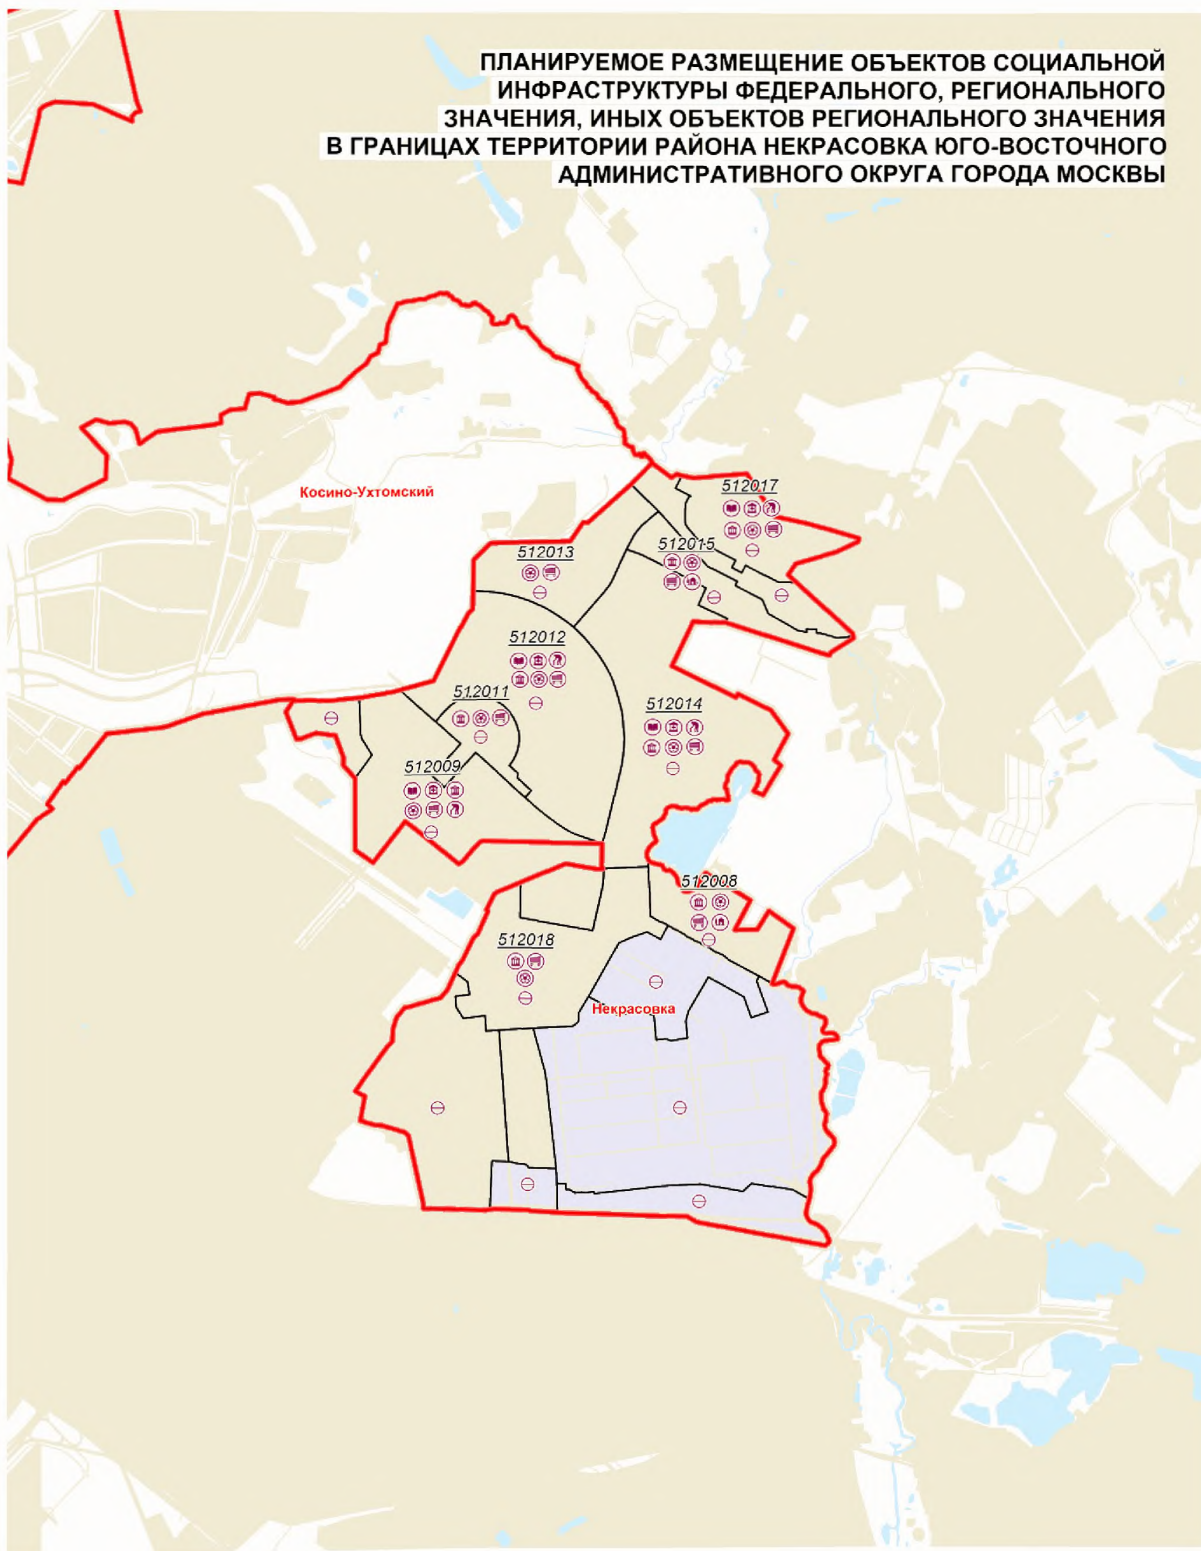 ПЛАНИРУЕМОЕ РАЗМЕЩЕНИЕ ОБЪЕКТОВ СОЦИАЛЬНОЙ
ИНФРАСТРУКТУРЫ ФЕДЕРАЛЬНОГО, РЕГИОНАЛЬНОГО
ЗНАЧЕНИЯ, ИНЫХ ОБЪЕКТОВ РЕГИОНАЛЬНОГО ЗНАЧЕНИЯ
В ГРАНИЦАХ ТЕРРИТОРИИ РАЙОНА НЕКРАСОВКА ЮГО-ВОСТОЧНОГО
АДМИНИСТРАТИВНОГО ОКРУГА ГОРОДА МОСКВЫ
512017
Косино-Ухтомский
512015
512013
512012
512011
512014
512009
512008
512018
Некрасовка